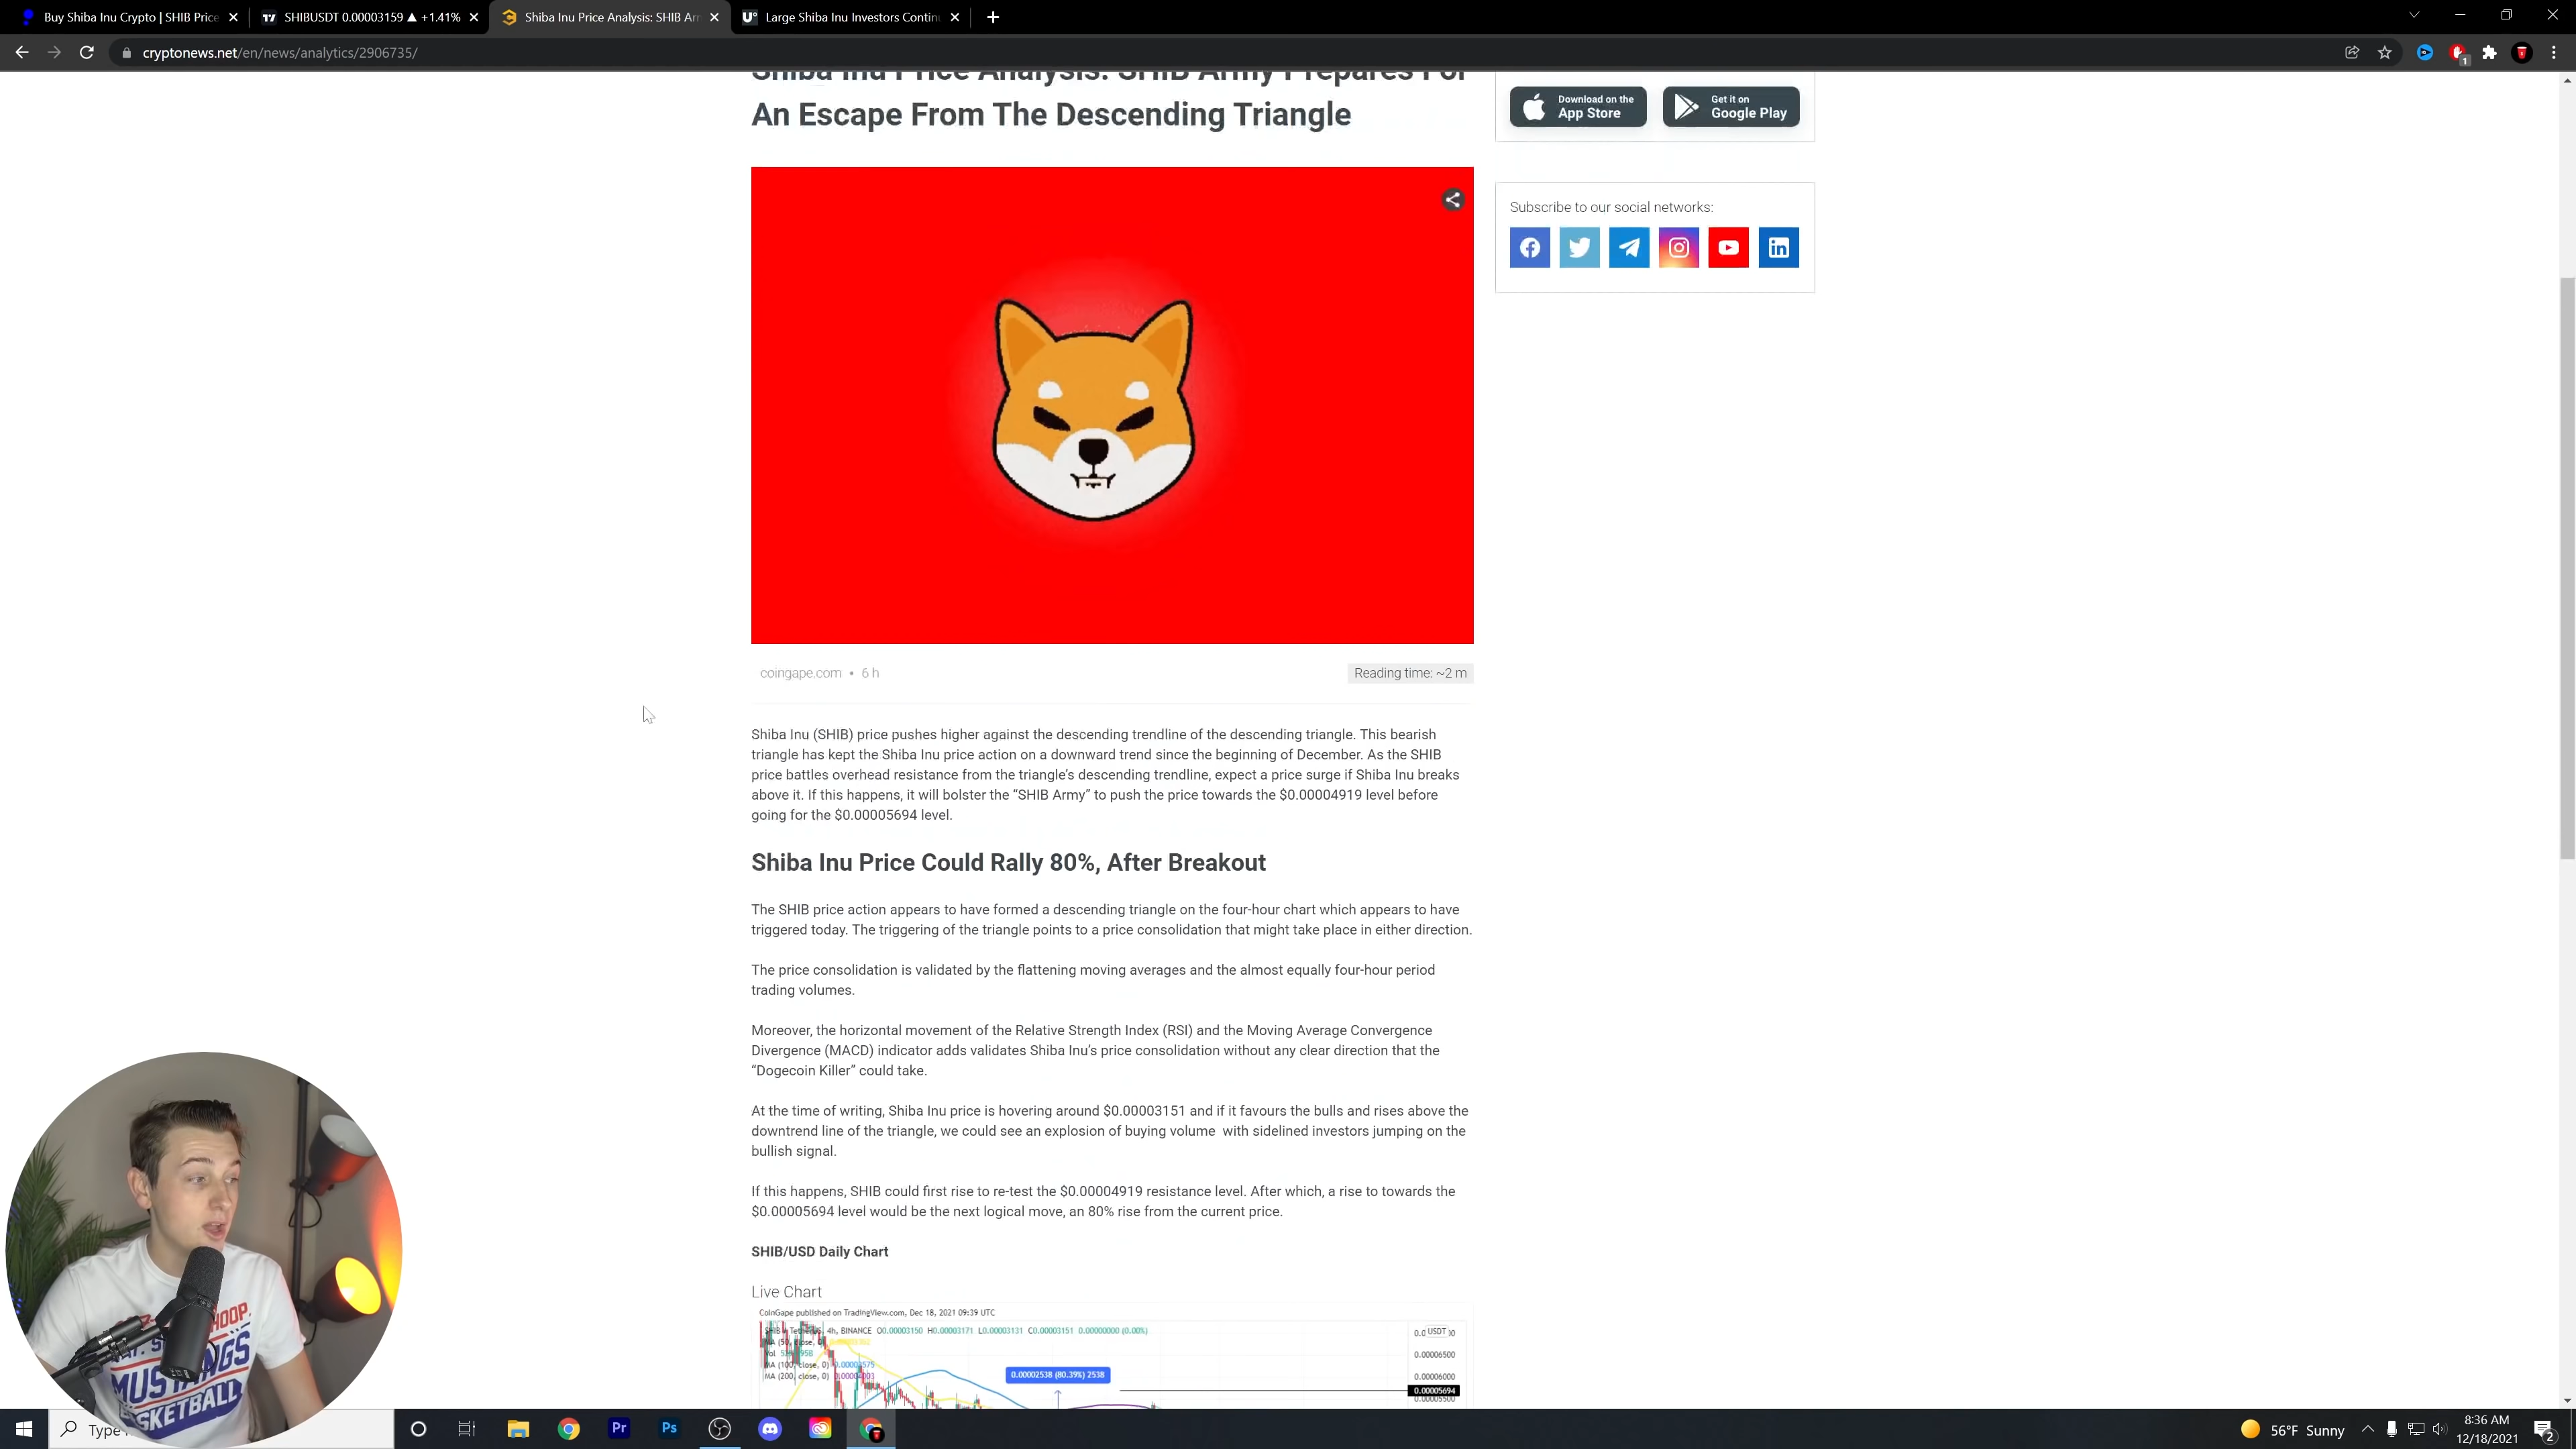 Buy Shiba Inu Crypto | SHIB Price
SHIBUSDT 0.00003159 ▲ +1.41%
Shiba Inu Price Analysis: SHIB Arm
Large Shiba Inu Investors Continu
cryptonews.net/en/news/analytics/2906735/
1
Shiba Inu Price Analysis: SHIB Army Prepares For
An Escape From The Descending Triangle
Download on the
App Store
Get it on
Google Play
Subscribe to our social networks:
coingape.com • 6 h
Reading time: ~2 m
Shiba Inu (SHIB) price pushes higher against the descending trendline of the descending triangle. This bearish
triangle has kept the Shiba Inu price action on a downward trend since the beginning of December. As the SHIB
price battles overhead resistance from the triangle's descending trendline, expect a price surge if Shiba Inu breaks
above it. If this happens, it will bolster the “SHIB Army” to push the price towards the $0.00004919 level before
going for the $0.00005694 level.
Shiba Inu Price Could Rally 80%, After Breakout
The SHIB price action appears to have formed a descending triangle on the four-hour chart which appears to have
triggered today. The triggering of the triangle points to a price consolidation that might take place in either direction.
The price consolidation is validated by the flattening moving averages and the almost equally four-hour period
trading volumes.
Moreover, the horizontal movement of the Relative Strength Index (RSI) and the Moving Average Convergence
Divergence (MACD) indicator adds validates Shiba Inu's price consolidation without any clear direction that the
“Dogecoin Killer” could take.
At the time of writing, Shiba Inu price is hovering around $0.00003151 and if it favours the bulls and rises above the
downtrend line of the triangle, we could see an explosion of buying volume with sidelined investors jumping on the
bullish signal.
If this happens, SHIB could first rise to re-test the $0.00004919 resistance level. After which, a rise to towards the
$0.00005694 level would be the next logical move, an 80% rise from the current price.
SHIB/USD Daily Chart
Live Chart
CoinGape published on TradingView.com, Dec 18, 2021 09:39 UTC
4h, BINANCE O0.00003150 H0.00003171 L0.00003131 C0.00003151 0.00000000 (0.00%)
USDT
MA (50, close, 0)
Vol
0.00006500
MA (100, close, 0)
0.00002538 (80.39%) 2538
MA (200, close, 0)
0.00006000
0.00005694
HOOP.
MUSTANGS
BASKETBALL
Type
Pr
Ps
56°F Sunny
8:36 AM
12/18/2021
2